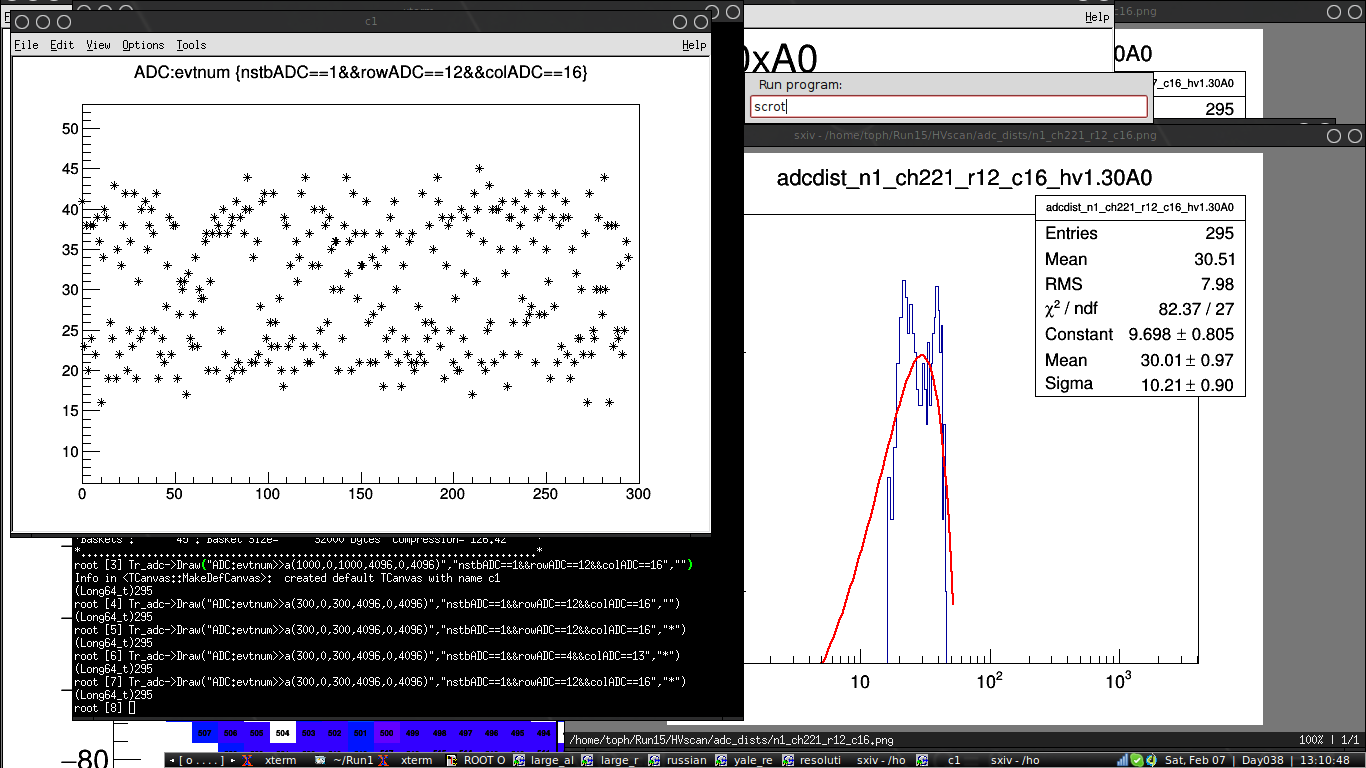 xterm
c1
File Edit View Options Tools Help
ADC:evtnum {nstbADC==1&&rowADC==12&&colADC==16}
50
45
40
35
30
25
20
15
10
0 50 100 150 200 250 300
Help
0xA0
Run program:
scrot
c16.png
0A0
7_c16_hv1.30A0
295
sxiv - /home/toph/Run15/HVscan/adc_dists/n1_ch221_r12_c16.png
adcdist_n1_ch221_r12_c16_hv1.30A0
adcdist_n1_ch221_r12_c16_hv1.30A0
Entries 295
Mean 30.51
RMS 7.98
χ² / ndf 82.37 / 27
Constant 9.698 ± 0.805
Mean 30.01 ± 0.97
Sigma 10.21 ± 0.90
10 10² 10³
*Baskets : 45 : Basket Size= 32000 bytes Compression= 126.42 *
*............................................................................*
root [3] Tr_adc->Draw("ADC:evtnum>>a(1000,0,1000,4096,0,4096)","nstbADC==1&&rowADC==12&&colADC==16","")
Info in <TCanvas::MakeDefCanvas>: created default TCanvas with name c1
(Long64_t)295
root [4] Tr_adc->Draw("ADC:evtnum>>a(300,0,300,4096,0,4096)","nstbADC==1&&rowADC==12&&colADC==16","")
(Long64_t)295
root [5] Tr_adc->Draw("ADC:evtnum>>a(300,0,300,4096,0,4096)","nstbADC==1&&rowADC==12&&colADC==16","*")
(Long64_t)295
root [6] Tr_adc->Draw("ADC:evtnum>>a(300,0,300,4096,0,4096)","nstbADC==1&&rowADC==4&&colADC==13","*")
(Long64_t)295
root [7] Tr_adc->Draw("ADC:evtnum>>a(300,0,300,4096,0,4096)","nstbADC==1&&rowADC==12&&colADC==16","*")
(Long64_t)295
root [8]
507 506 505 504 503 502 501 500 499 498 497 496 495 494
−80
/home/toph/Run15/HVscan/adc_dists/n1_ch221_r12_c16.png 100% | 1/1
[ o . . . . ] xterm ~/Run1 xterm ROOT O large_al large_r russian yale_re resoluti sxiv - /ho c1 sxiv - /ho Sat, Feb 07 | Day038 | 13:10:48